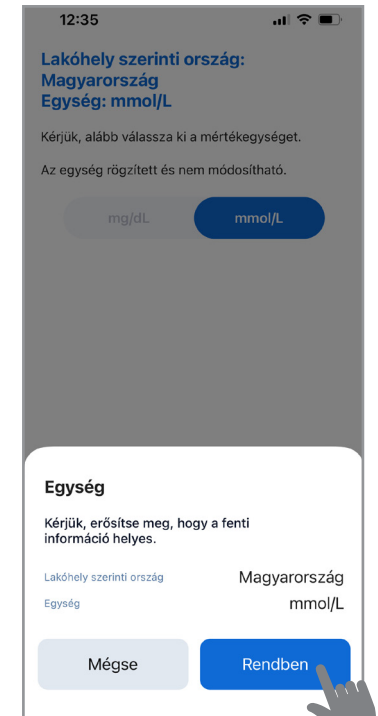 12:35
Lakóhely szerinti ország:
Magyarország
Egység: mmol/L
Kérjük, alább válassza ki a mértékegységet.
Az egység rögzített és nem módosítható.
mg/dL mmol/L
Egység
Kérjük, erősítse meg, hogy a fenti
információ helyes.
Lakóhely szerinti ország Magyarország
Egység mmol/L
Mégse Rendben